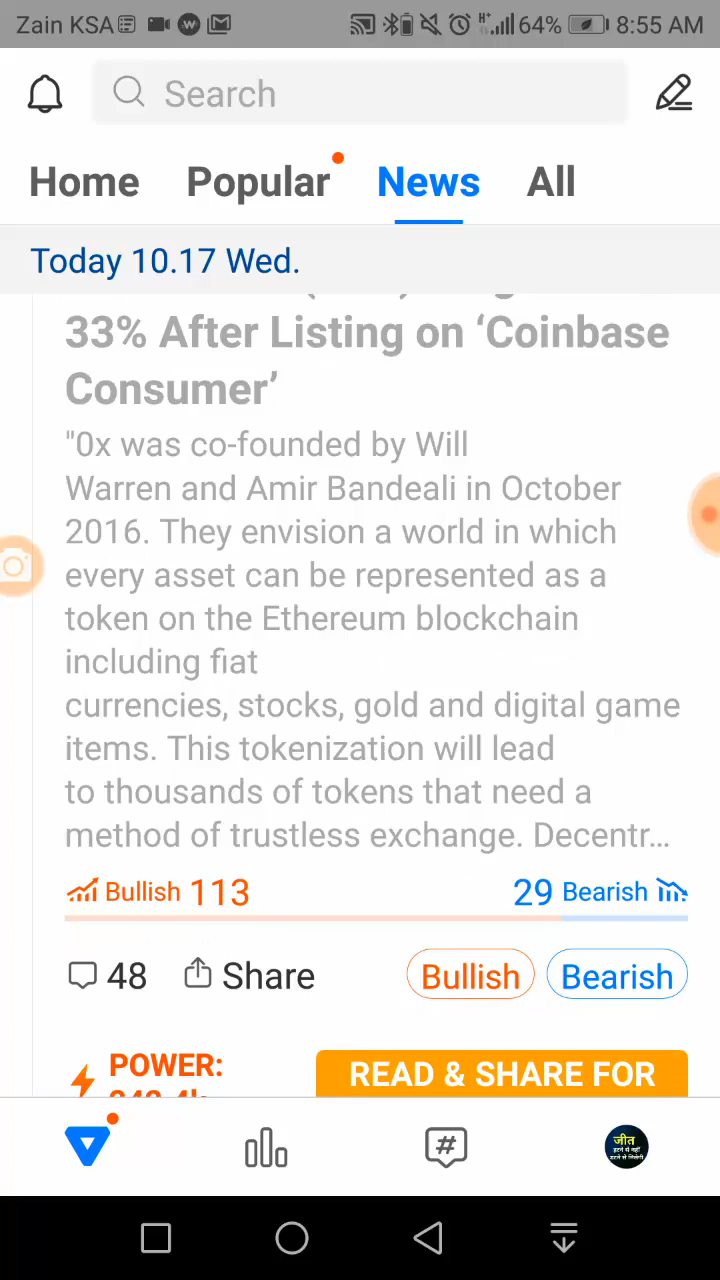 Zain KSA 64% 8:55 AM
Search
Home Popular News All
Today 10.17 Wed.
33% After Listing on ‘Coinbase
Consumer’
"0x was co-founded by Will
Warren and Amir Bandeali in October
2016. They envision a world in which
every asset can be represented as a
token on the Ethereum blockchain
including fiat
currencies, stocks, gold and digital game
items. This tokenization will lead
to thousands of tokens that need a
method of trustless exchange. Decentr...
Bullish 113 29 Bearish
48 Share Bullish Bearish
POWER: READ & SHARE FOR
#
जीत